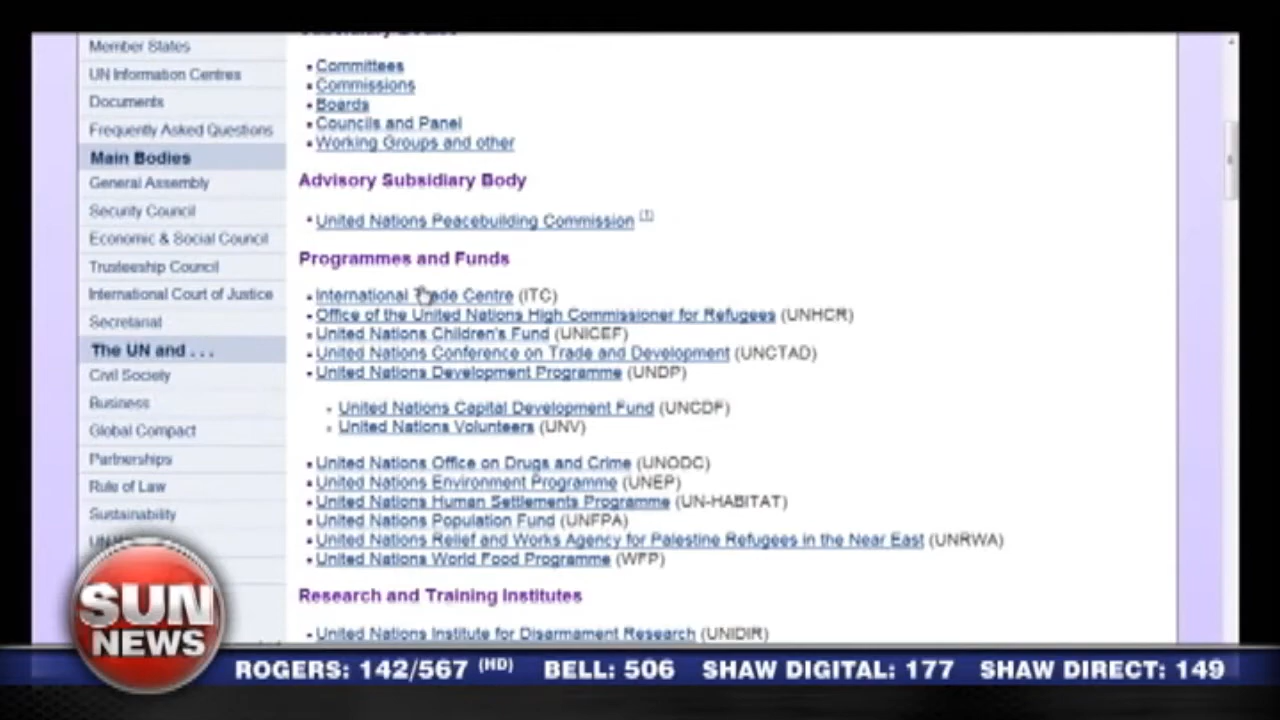 Subsidiary Bodies
Member States
UN Information Centres
Documents
Frequently Asked Questions
Main Bodies
General Assembly
Security Council
Economic & Social Council
Trusteeship Council
International Court of Justice
Secretariat
The UN and . . .
Civil Society
Business
Global Compact
Partnerships
Rule of Law
Sustainability
Committees
Commissions
Boards
Councils and Panel
Working Groups and other
Advisory Subsidiary Body
United Nations Peacebuilding Commission [1]
Programmes and Funds
International Trade Centre (ITC)
Office of the United Nations High Commissioner for Refugees (UNHCR)
United Nations Children's Fund (UNICEF)
United Nations Conference on Trade and Development (UNCTAD)
United Nations Development Programme (UNDP)
United Nations Capital Development Fund (UNCDF)
United Nations Volunteers (UNV)
United Nations Office on Drugs and Crime (UNODC)
United Nations Environment Programme (UNEP)
United Nations Human Settlements Programme (UN-HABITAT)
United Nations Population Fund (UNFPA)
United Nations Relief and Works Agency for Palestine Refugees in the Near East (UNRWA)
United Nations World Food Programme (WFP)
Research and Training Institutes
United Nations Institute for Disarmament Research (UNIDIR)
SUN
NEWS
ROGERS: 142/567 (HD) BELL: 506 SHAW DIGITAL: 177 SHAW DIRECT: 149